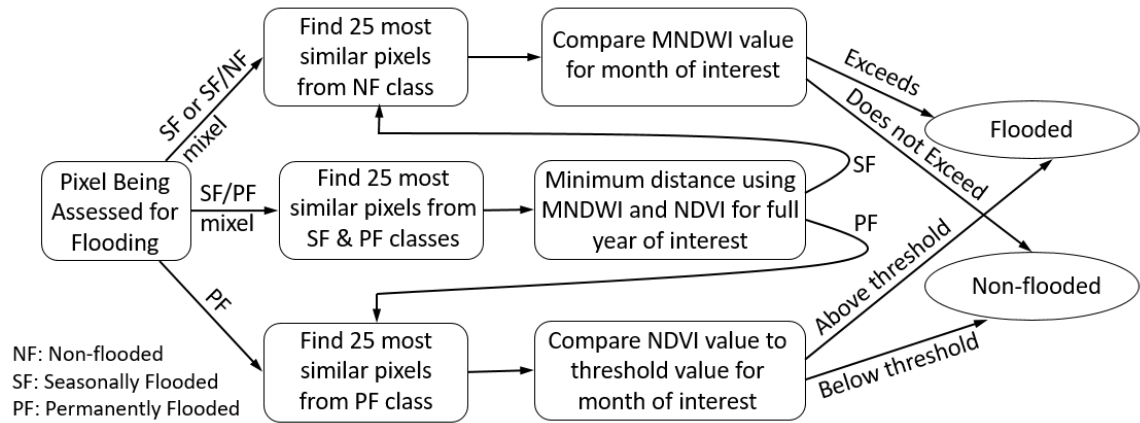 Find 25 most
similar pixels
from NF class
Compare MNDWI value
for month of interest
Exceeds
Does not Exceed
Flooded
SF or SF/NF
mixel
Pixel Being
Assessed for
Flooding
SF/PF
mixel
Find 25 most
similar pixels from
SF & PF classes
Minimum distance using
MNDWI and NDVI for full
year of interest
SF
PF
Non-flooded
PF
Find 25 most
similar pixels
from PF class
Compare NDVI value to
threshold value for
month of interest
Above threshold
Below threshold
NF: Non-flooded
SF: Seasonally Flooded
PF: Permanently Flooded